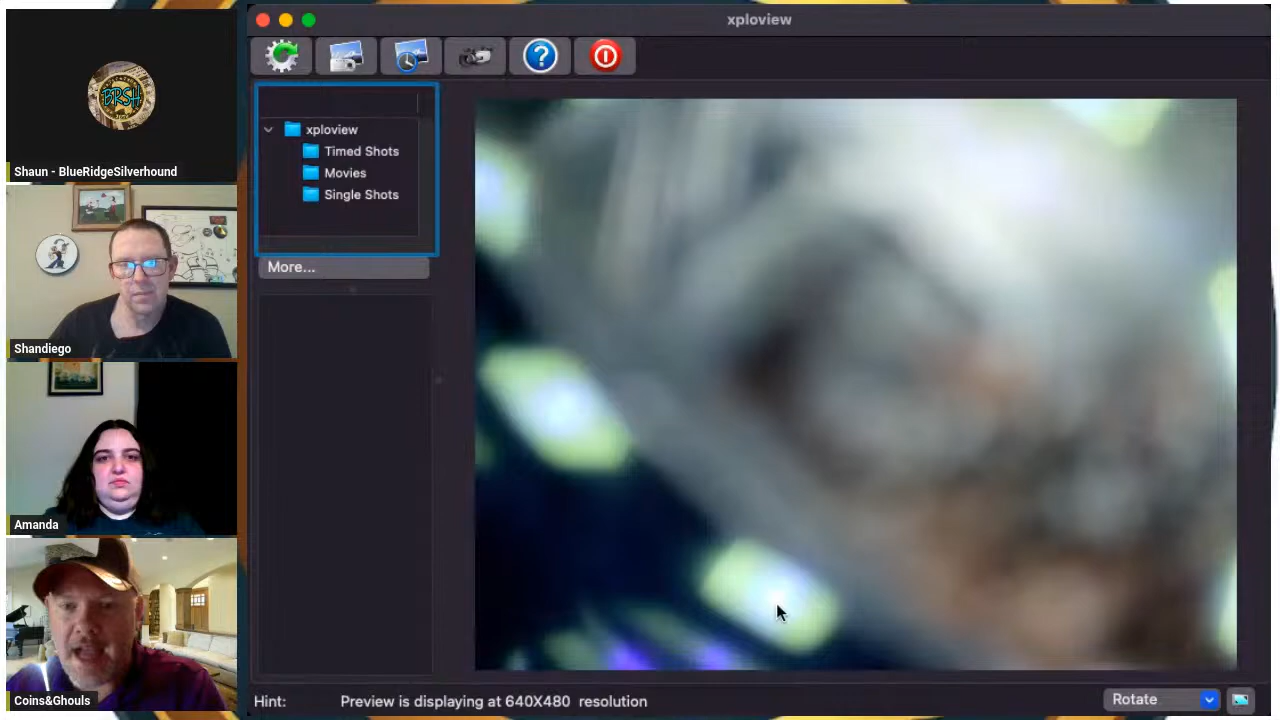 BRSH
Shaun - BlueRidgeSilverhound
Shandiego
Amanda
Coins&Ghouls
xploview
xploview
Timed Shots
Movies
Single Shots
More...
Hint:
Preview is displaying at 640X480 resolution
Rotate